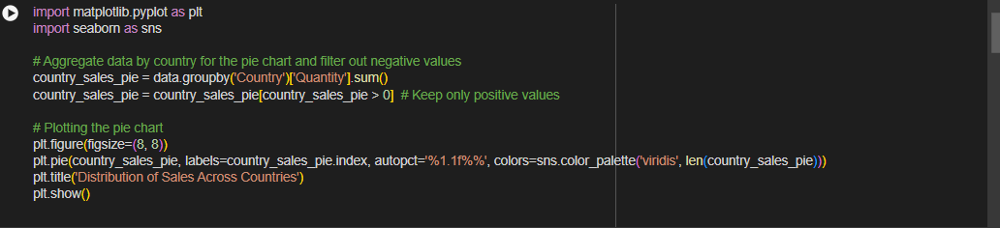 import matplotlib.pyplot as plt
import seaborn as sns
# Aggregate data by country for the pie chart and filter out negative values
country_sales_pie = data.groupby('Country')['Quantity'].sum()
country_sales_pie = country_sales_pie[country_sales_pie > 0]  # Keep only positive values
# Plotting the pie chart
plt.figure(figsize=(8, 8))
plt.pie(country_sales_pie, labels=country_sales_pie.index, autopct='%1.1f%%', colors=sns.color_palette('viridis', len(country_sales_pie)))
plt.title('Distribution of Sales Across Countries')
plt.show()